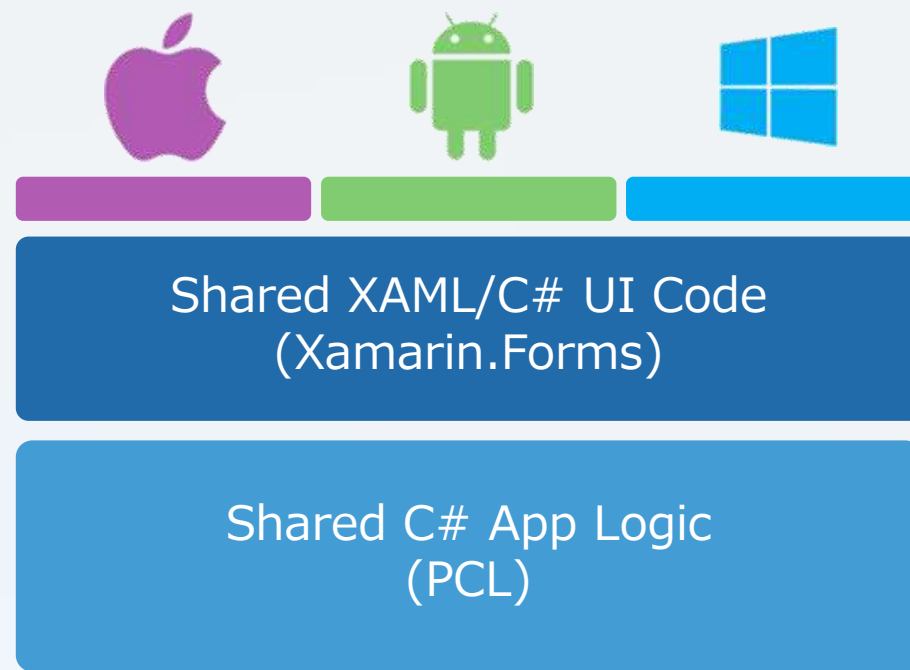 Shared XAML/C# UI Code
(Xamarin.Forms)
Shared C# App Logic
(PCL)